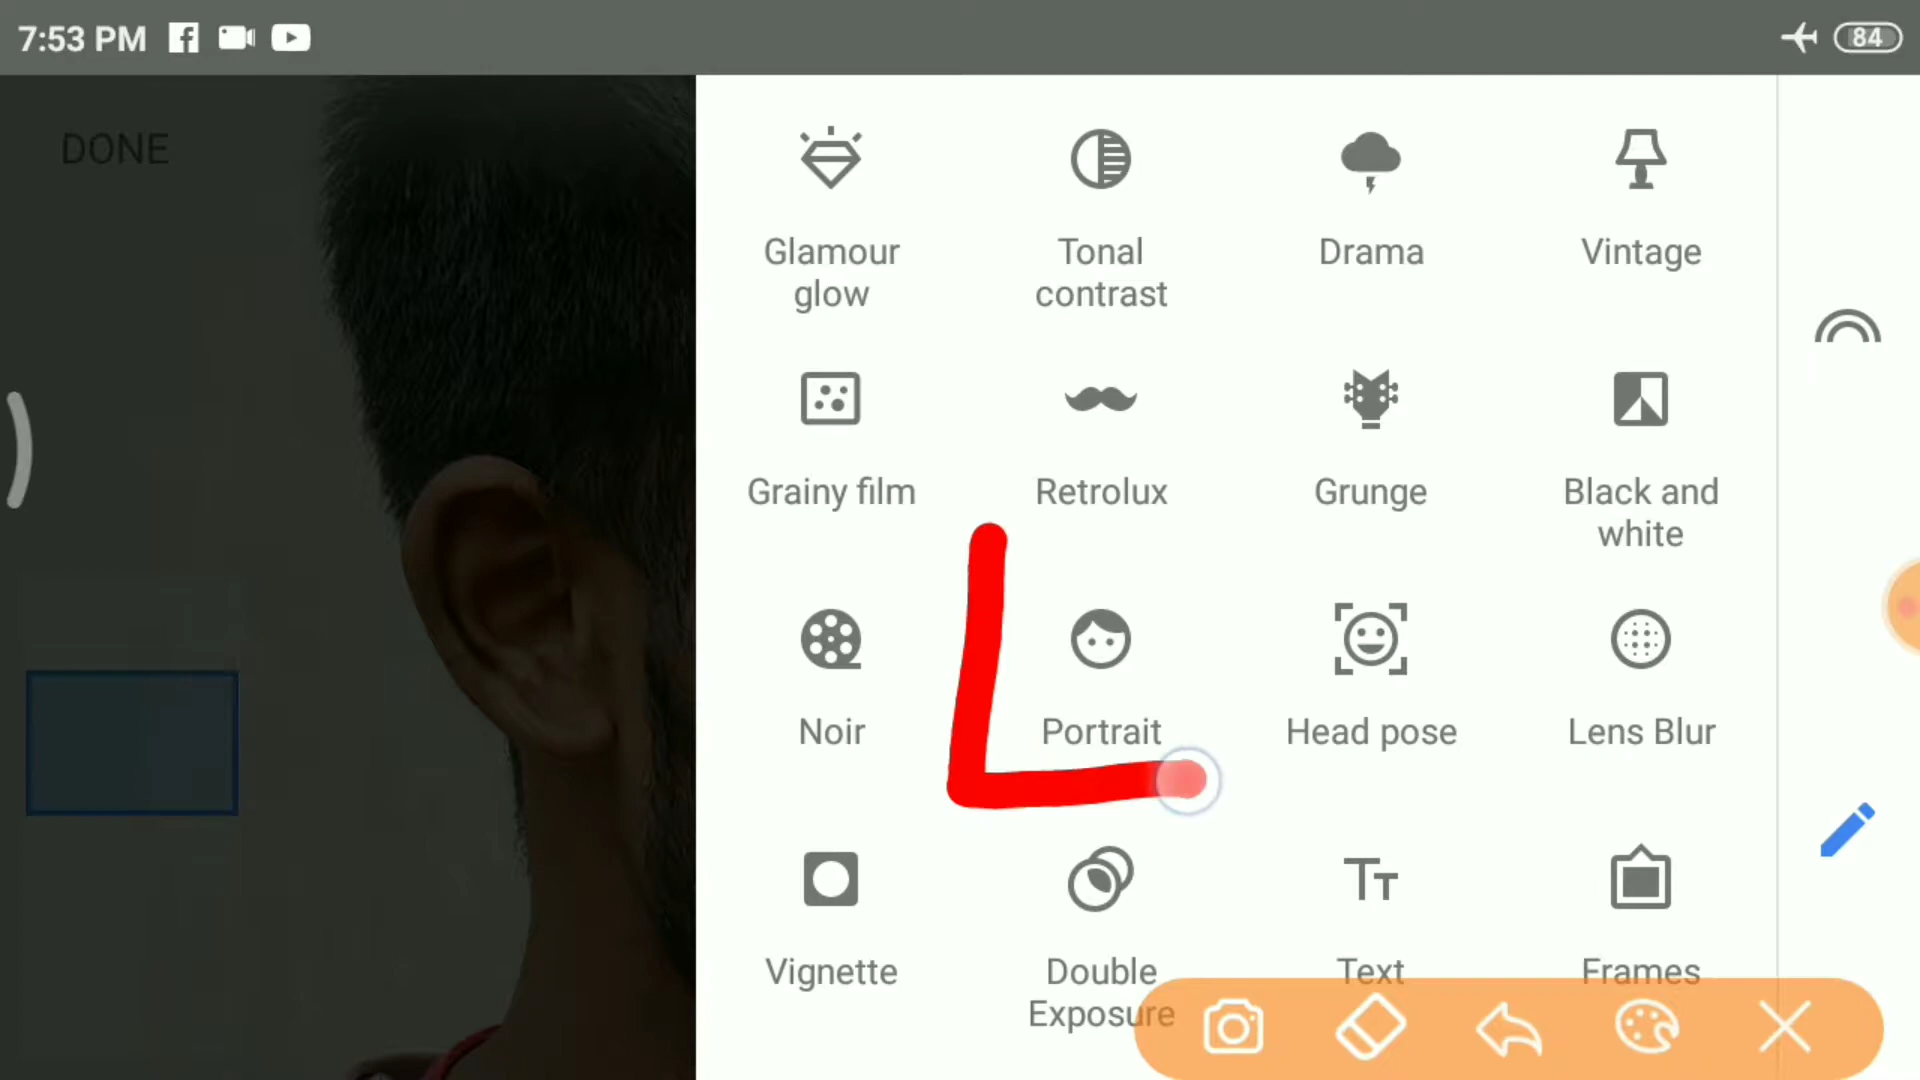 7:53 PM
84
DONE
Glamour
glow
Tonal
contrast
Drama
Vintage
Grainy film
Retrolux
Grunge
Black and
white
Noir
Portrait
Head pose
Lens Blur
Vignette
Double
Exposure
Text
Frames